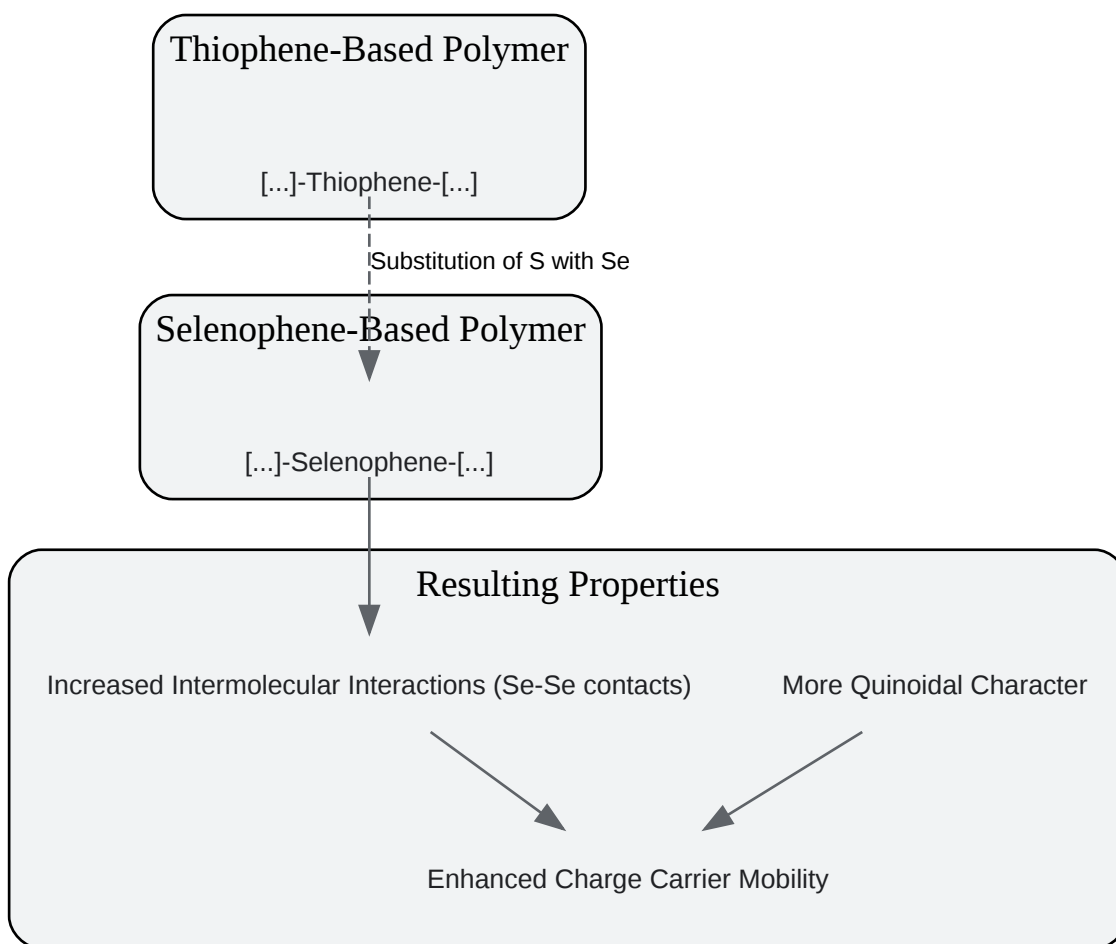 Thiophene-Based Polymer
[...]-Thiophene-[...]
Substitution of S with Se
Selenophene-Based Polymer
[...]-Selenophene-[...]
Resulting Properties
Increased Intermolecular Interactions (Se-Se contacts)
More Quinoidal Character
Enhanced Charge Carrier Mobility